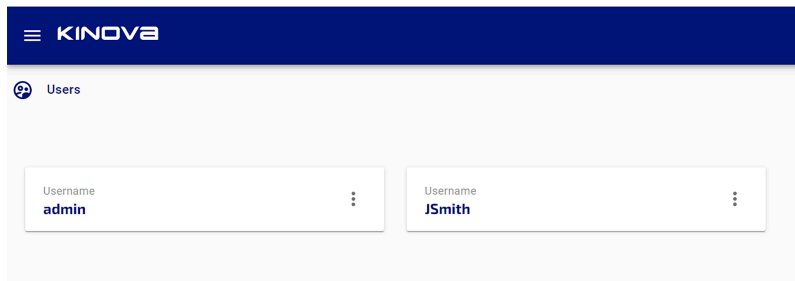 KINOVA
Users
Username
admin
Username
JSmith